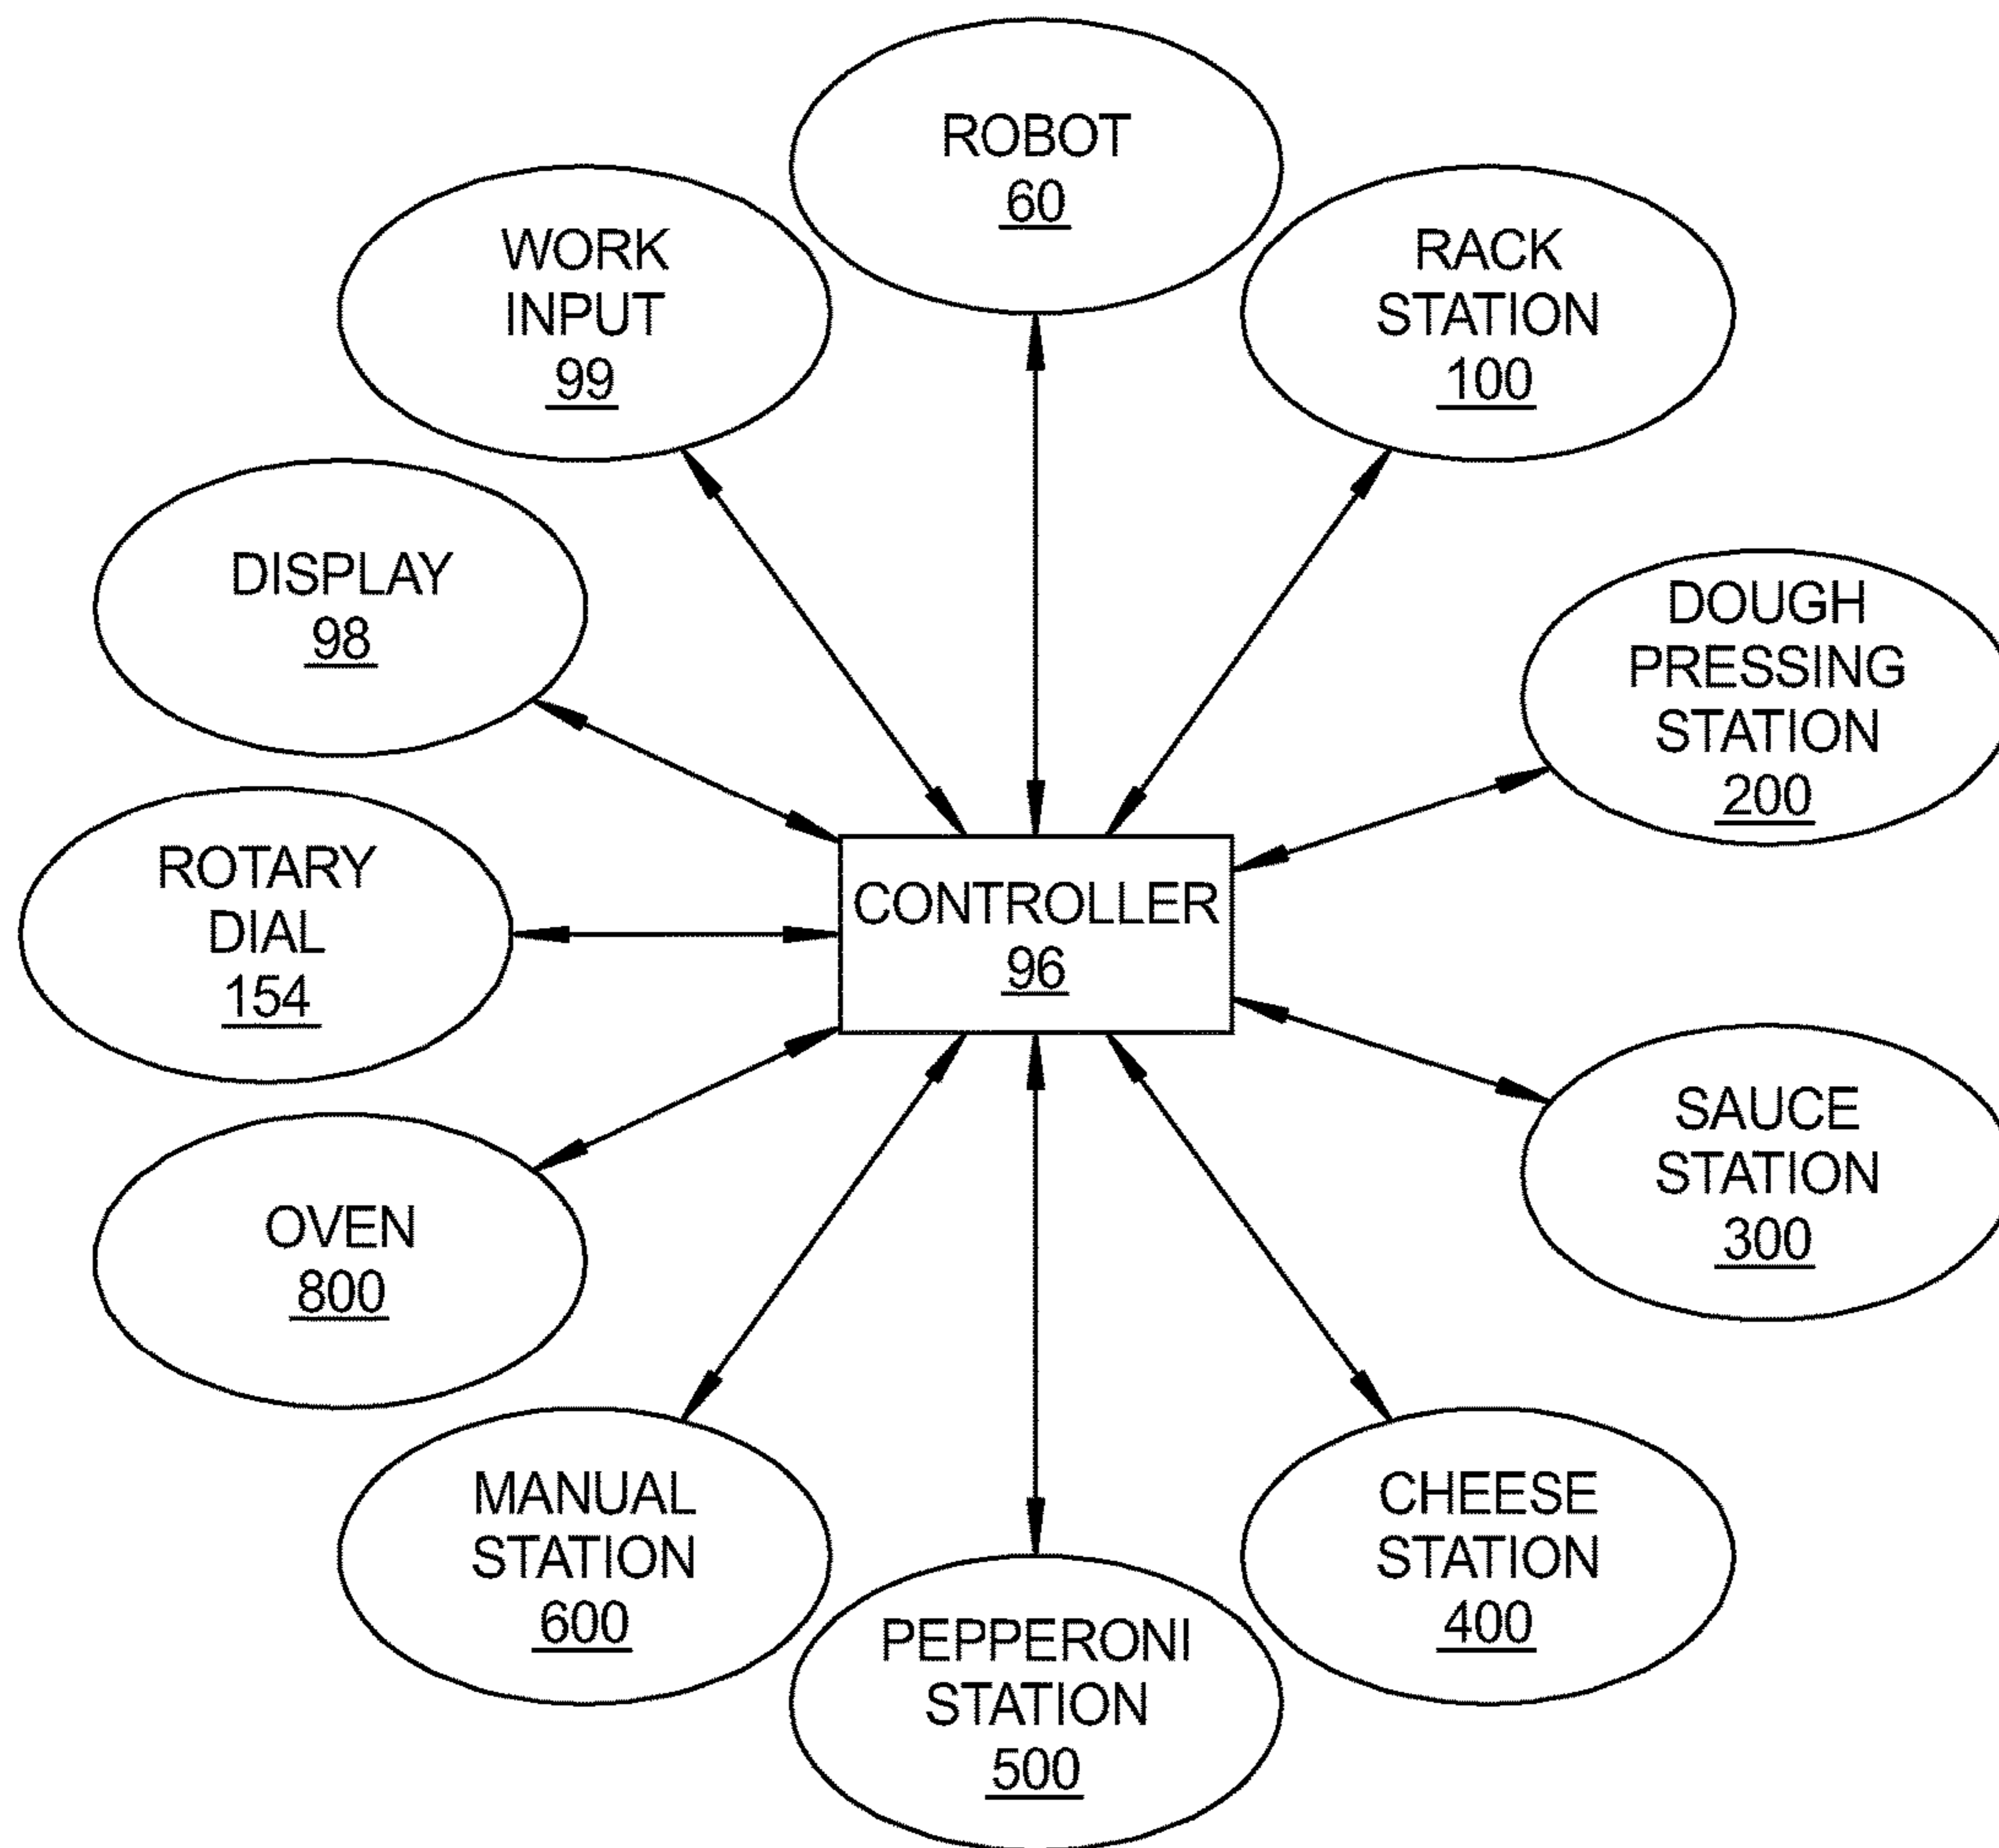 ROBOT
60
WORK
INPUT
99
RACK
STATION
100
DISPLAY
98
DOUGH
PRESSING
STATION
200
ROTARY
DIAL
154
CONTROLLER
96
SAUCE
STATION
300
OVEN
800
MANUAL
STATION
600
CHEESE
STATION
400
PEPPERONI
STATION
500